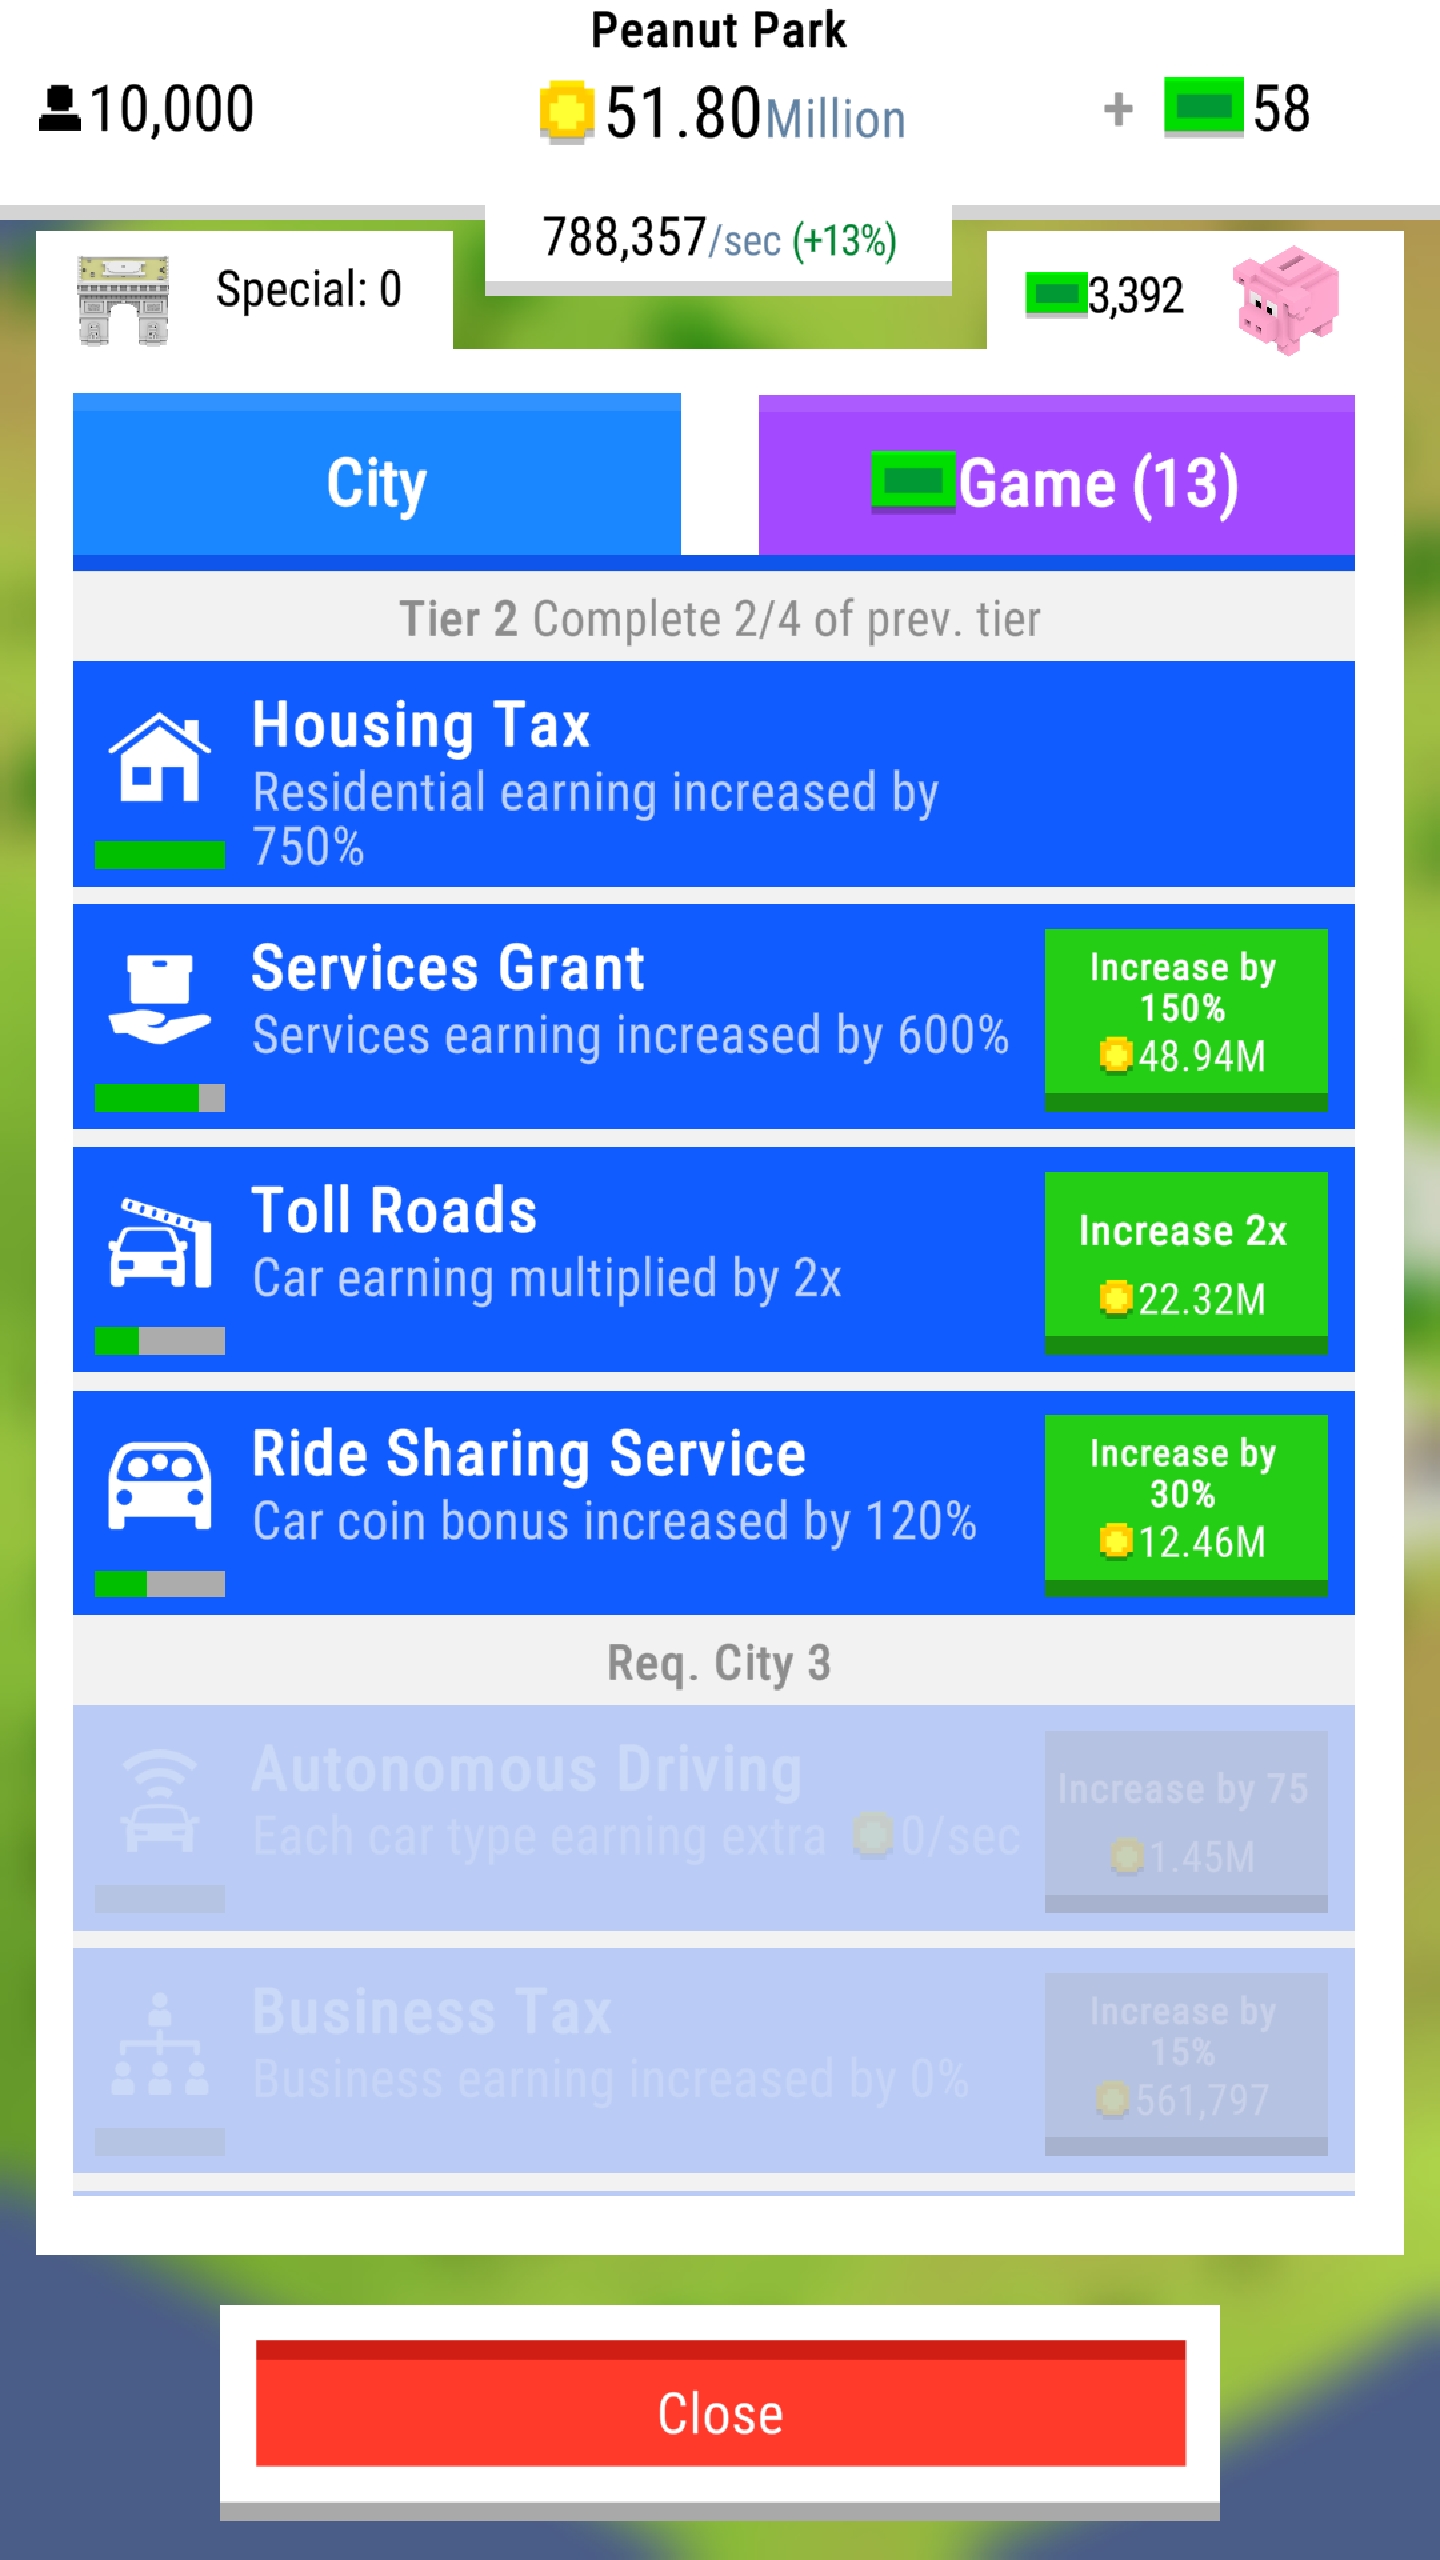 Peanut Park
10,000
51.80Million
+ 58
788,357/sec (+13%)
Special: 0
3,392
City
Game (13)
Tier 2 Complete 2/4 of prev. tier
Housing Tax
Residential earning increased by
750%
Services Grant
Services earning increased by 600%
Increase by
150%
48.94M
Toll Roads
Car earning multiplied by 2x
Increase 2x
22.32M
Ride Sharing Service
Car coin bonus increased by 120%
Increase by
30%
12.46M
Req. City 3
Autonomous Driving
Each car type earning extra 0/sec
Increase by 75
1.45M
Business Tax
Business earning increased by 0%
Increase by
15%
561,797
Close